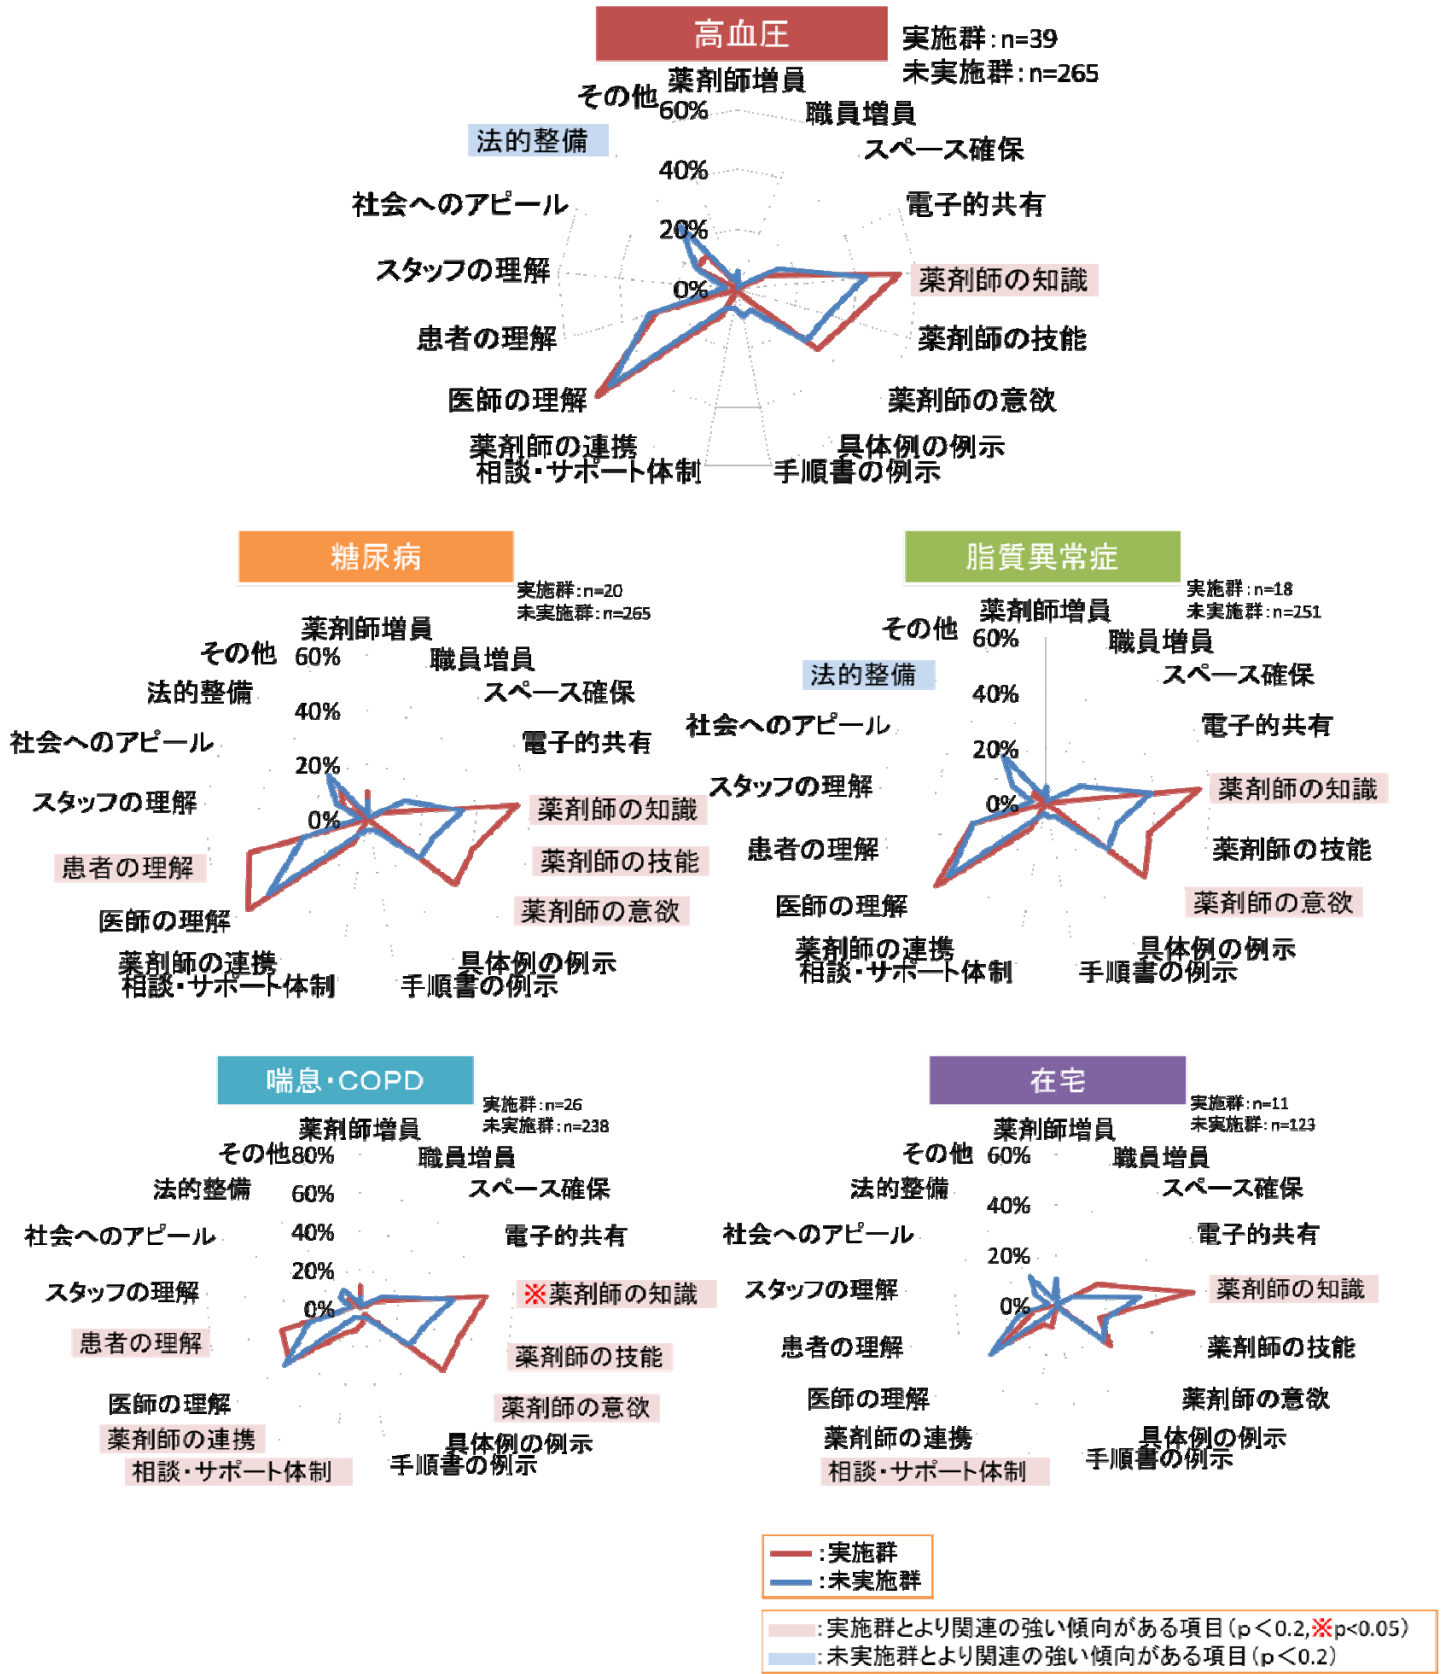 高血圧
実施群:n=39
未実施群:n=265
薬剤師増員
その他
60%
職員増員
法的整備
スペース確保
40%
社会へのアピール
電子的共有
20%
スタッフの理解
薬剤師の知識
0%
患者の理解
薬剤師の技能
医師の理解
薬剤師の意欲
薬剤師の連携
具体例の例示
相談・サポート体制
手順書の例示
糖尿病
実施群:n=20
未実施群:n=265
薬剤師増員
その他
60%
職員増員
法的整備
スペース確保
40%
社会へのアピール
電子的共有
20%
スタッフの理解
薬剤師の知識
0%
患者の理解
薬剤師の技能
医師の理解
薬剤師の意欲
薬剤師の連携
具体例の例示
相談・サポート体制
手順書の例示
脂質異常症
実施群:n=18
未実施群:n=251
薬剤師増員
その他
60%
職員増員
法的整備
スペース確保
40%
社会へのアピール
電子的共有
20%
スタッフの理解
薬剤師の知識
0%
患者の理解
薬剤師の技能
医師の理解
薬剤師の意欲
薬剤師の連携
具体例の例示
相談・サポート体制
手順書の例示
喘息・COPD
実施群:n=26
未実施群:n=238
薬剤師増員
その他
80%
職員増員
法的整備
60%
スペース確保
社会へのアピール
40%
電子的共有
20%
スタッフの理解
※薬剤師の知識
0%
患者の理解
薬剤師の技能
医師の理解
薬剤師の意欲
薬剤師の連携
具体例の例示
相談・サポート体制
手順書の例示
在宅
実施群:n=11
未実施群:n=123
薬剤師増員
その他
60%
職員増員
法的整備
スペース確保
40%
社会へのアピール
電子的共有
20%
スタッフの理解
薬剤師の知識
0%
患者の理解
薬剤師の技能
医師の理解
薬剤師の意欲
薬剤師の連携
具体例の例示
相談・サポート体制
手順書の例示
:実施群
:未実施群
:実施群とより関連の強い傾向がある項目(p<0.2,※p<0.05)
:未実施群とより関連の強い傾向がある項目(p<0.2)